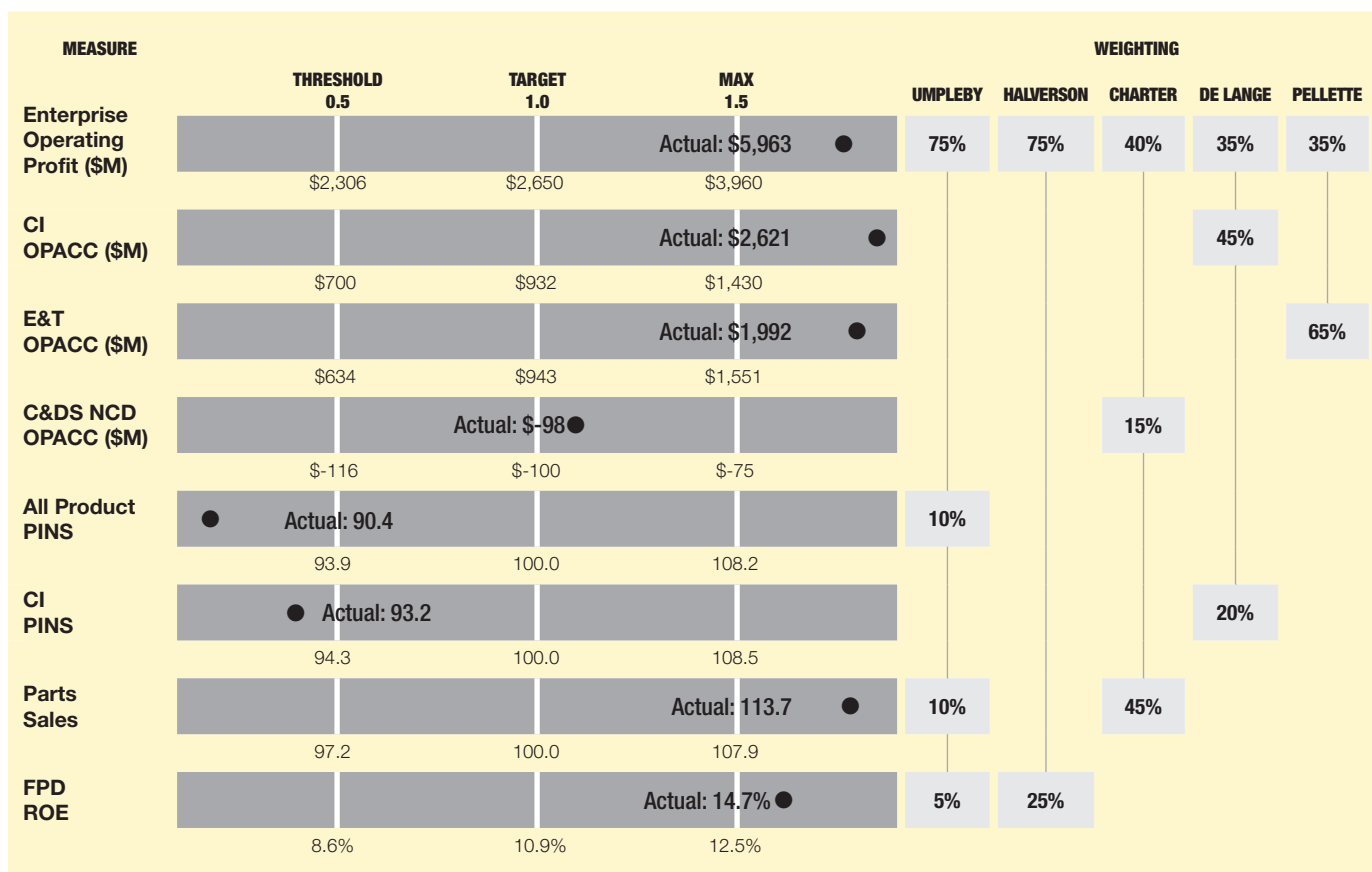 MEASURE
WEIGHTING
THRESHOLD TARGET MAX
0.5 1.0 1.5
UMPLEBY HALVERSON CHARTER DE LANGE PELLETTE
Enterprise
Operating
Profit ($M)
Actual: $5,963
75% 75% 40% 35% 35%
$2,306 $2,650 $3,960
CI
OPACC ($M)
Actual: $2,621
45%
$700 $932 $1,430
E&T
OPACC ($M)
Actual: $1,992
65%
$634 $943 $1,551
C&DS NCD
OPACC ($M)
Actual: $-98
15%
$-116 $-100 $-75
All Product
PINS
Actual: 90.4
10%
93.9 100.0 108.2
CI
PINS
Actual: 93.2
20%
94.3 100.0 108.5
Parts
Sales
Actual: 113.7
10% 45%
97.2 100.0 107.9
FPD
ROE
Actual: 14.7%
5% 25%
8.6% 10.9% 12.5%